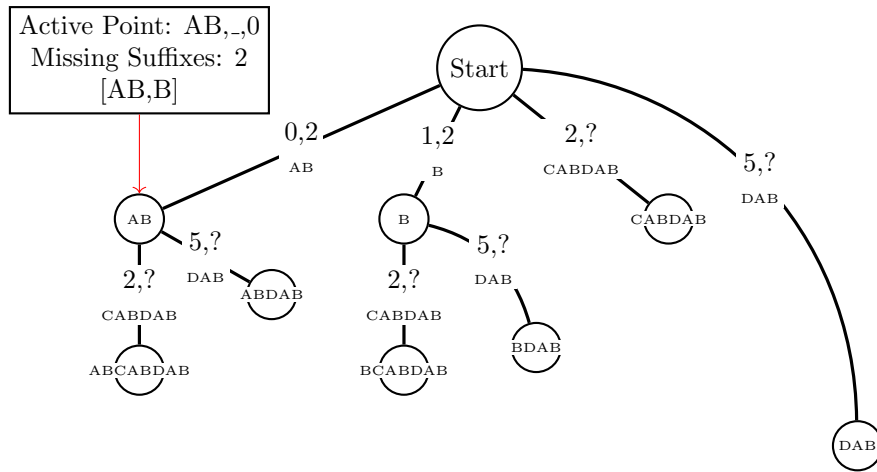 Active Point: AB,_,0
Missing Suffixes: 2
[AB,B]
Start
0,2
AB
1,2
B
2,?
CABDAB
5,?
DAB
AB
B
CABDAB
5,?
DAB
ABDAB
2,?
CABDAB
ABCABDAB
5,?
DAB
BDAB
2,?
CABDAB
BCABDAB
DAB